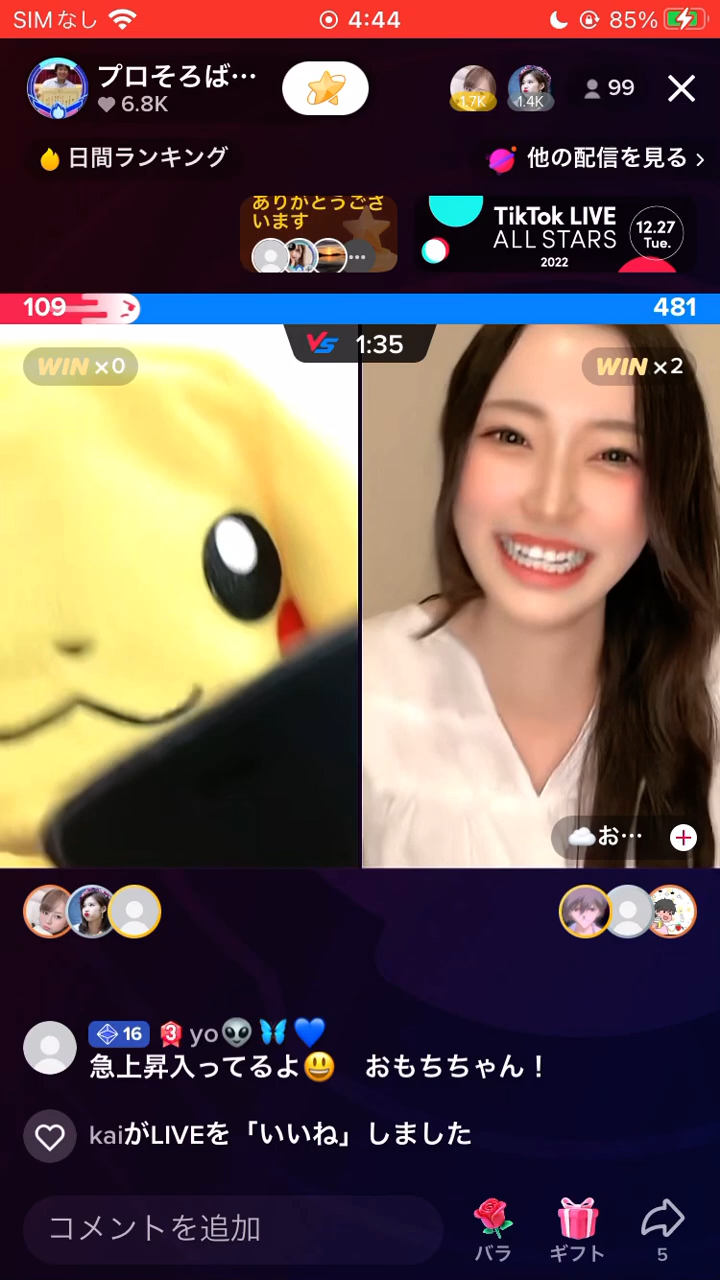 SIMなし
4:44
85%
プロそろば…
6.8K
1.7K
1.4K
99
日間ランキング
他の配信を見る
ありがとうござ
います
TikTok LIVE
ALL STARS
2022
12.27
Tue.
109
481
VS 1:35
WIN ×0
WIN ×2
お…
16 3 yo👽🦋💙
急上昇入ってるよ😃 おもちちゃん！
kaiがLIVEを「いいね」しました
コメントを追加
バラ
ギフト
5